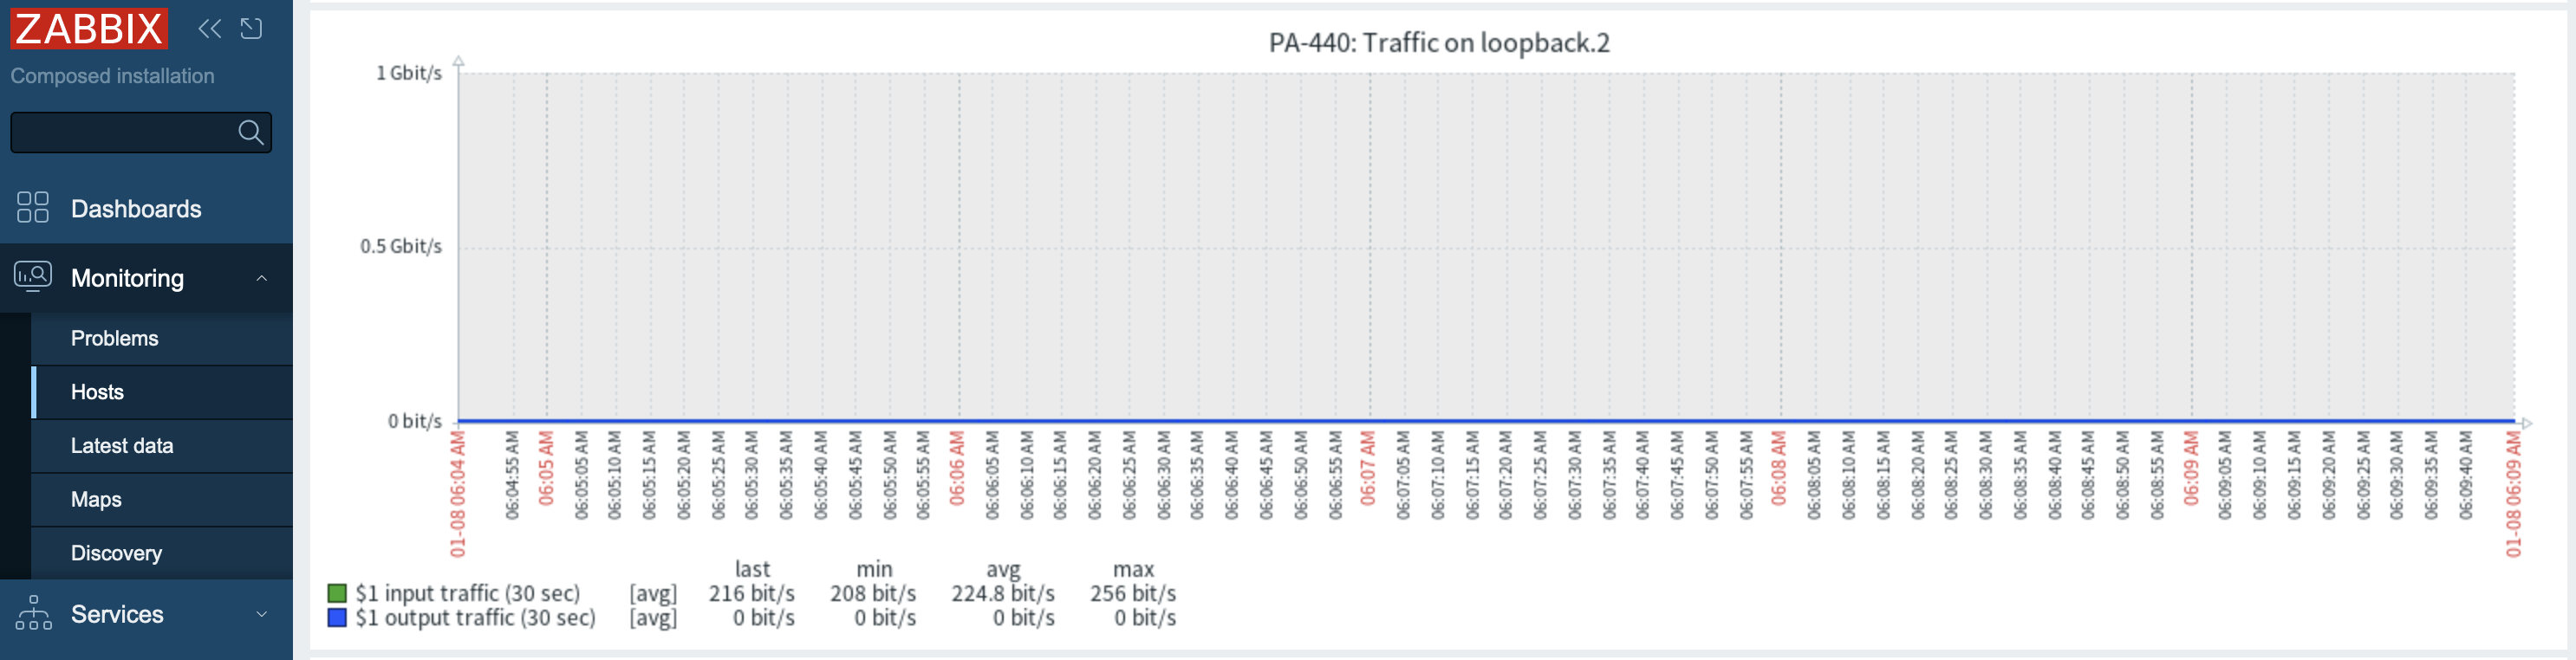 ZABBIX
Composed installation
Dashboards
Monitoring
Problems
Hosts
Latest data
Maps
Discovery
Services
PA-440: Traffic on loopback.2
1 Gbit/s
0.5 Gbit/s
0 bit/s
01-08 06:04 AM
06:04:55 AM
06:05 AM
06:05:05 AM
06:05:10 AM
06:05:15 AM
06:05:20 AM
06:05:25 AM
06:05:30 AM
06:05:35 AM
06:05:40 AM
06:05:45 AM
06:05:50 AM
06:05:55 AM
06:06 AM
06:06:05 AM
06:06:10 AM
06:06:15 AM
06:06:20 AM
06:06:25 AM
06:06:30 AM
06:06:35 AM
06:06:40 AM
06:06:45 AM
06:06:50 AM
06:06:55 AM
06:07 AM
06:07:05 AM
06:07:10 AM
06:07:15 AM
06:07:20 AM
06:07:25 AM
06:07:30 AM
06:07:35 AM
06:07:40 AM
06:07:45 AM
06:07:50 AM
06:07:55 AM
06:08 AM
06:08:05 AM
06:08:10 AM
06:08:15 AM
06:08:20 AM
06:08:25 AM
06:08:30 AM
06:08:35 AM
06:08:40 AM
06:08:45 AM
06:08:50 AM
06:08:55 AM
06:09 AM
06:09:05 AM
06:09:10 AM
06:09:15 AM
06:09:20 AM
06:09:25 AM
06:09:30 AM
06:09:35 AM
06:09:40 AM
01-08 06:09 AM
last min avg max
$1 input traffic (30 sec) [avg] 216 bit/s 208 bit/s 224.8 bit/s 256 bit/s
$1 output traffic (30 sec) [avg] 0 bit/s 0 bit/s 0 bit/s 0 bit/s